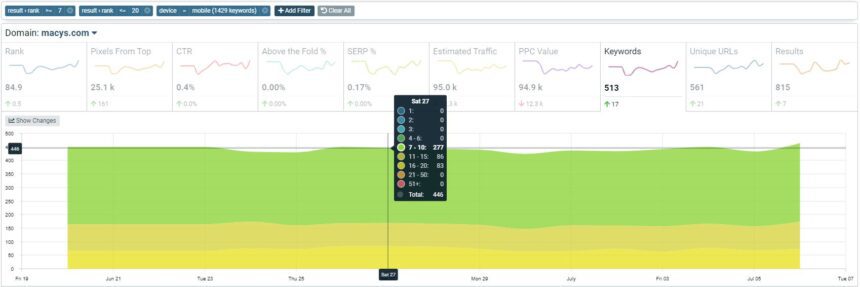 result › rank >= 7 result › rank <= 20 device = mobile (1429 keywords) Add Filter Clear All
Domain: macys.com
Rank Pixels From Top CTR Above the Fold % SERP % Estimated Traffic PPC Value Keywords Unique URLs Results
84.9 25.1 k 0.4% 0.00% 0.17% 95.0 k 94.9 k 513 561 815
0.5 161 0.0% 0.00% 12.3 k 17 21 7
Show Changes
Sat 27
1: 0
2: 0
3: 0
4 - 6: 0
7 - 10: 277
11 - 15: 86
16 - 20: 83
21 - 50: 0
51+: 0
Total: 446
500
446
400
350
300
250
200
150
100
50
0
Fri 19 Jun 21 Tue 23 Thu 25 Sat 27 Mon 29 July Fri 03 Jul 05 Tue 07